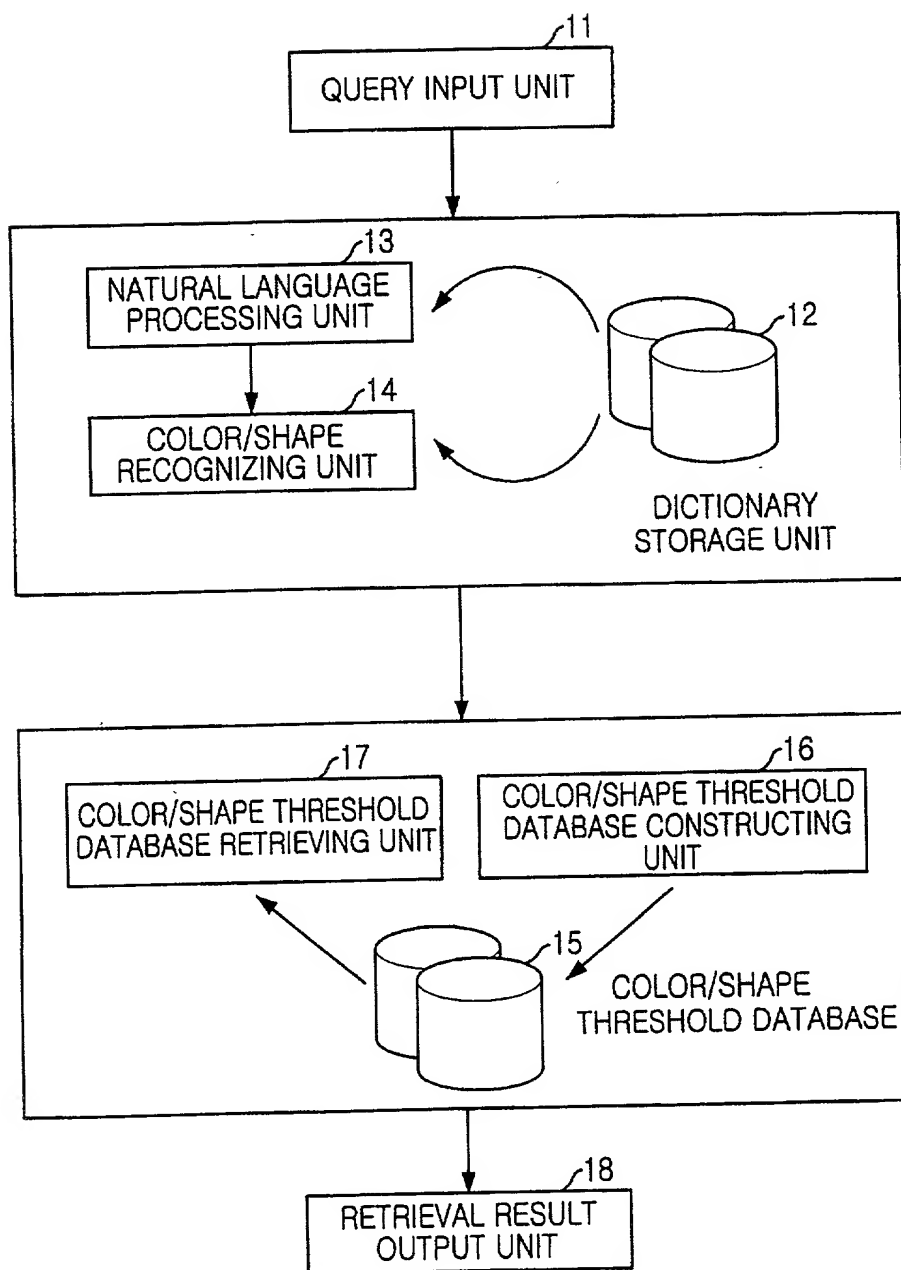 11
QUERY INPUT UNIT
13
NATURAL LANGUAGE
PROCESSING UNIT
12
14
COLOR/SHAPE
RECOGNIZING UNIT
DICTIONARY
STORAGE UNIT
17
COLOR/SHAPE THRESHOLD
DATABASE RETRIEVING UNIT
16
COLOR/SHAPE THRESHOLD
DATABASE CONSTRUCTING
UNIT
15
COLOR/SHAPE
THRESHOLD DATABASE
18
RETRIEVAL RESULT
OUTPUT UNIT